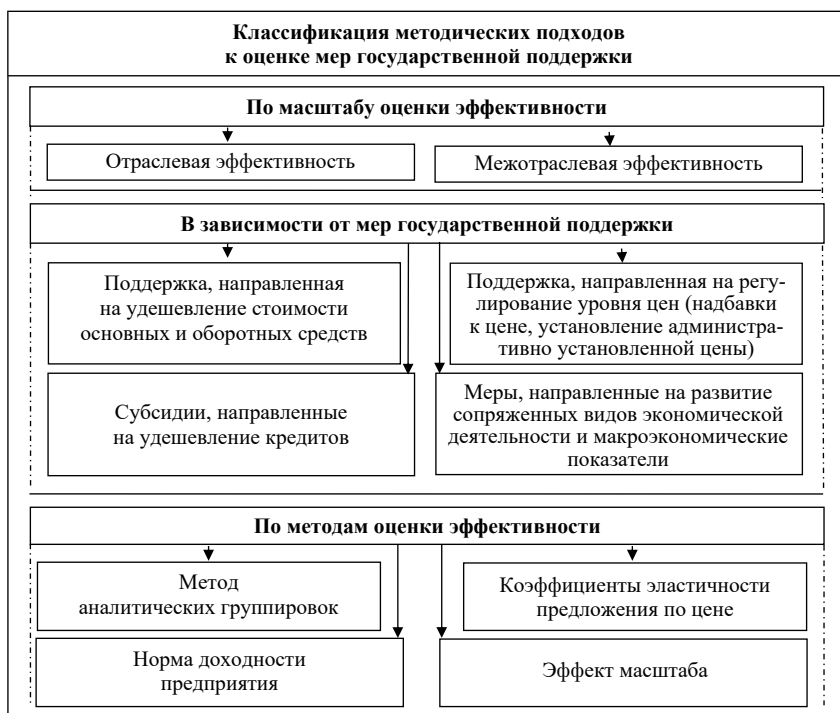 Классификация методических подходов
к оценке мер государственной поддержки
По масштабу оценки эффективности
Отраслевая эффективность
Межотраслевая эффективность
В зависимости от мер государственной поддержки
Поддержка, направленная
на удешевление стоимости
основных и оборотных средств
Поддержка, направленная на регу-
лирование уровня цен (надбавки
к цене, установление администра-
тивно установленной цены)
Субсидии, направленные
на удешевление кредитов
Меры, направленные на развитие
сопряженных видов экономической
деятельности и макроэкономические
показатели
По методам оценки эффективности
Метод
аналитических группировок
Коэффициенты эластичности
предложения по цене
Норма доходности
предприятия
Эффект масштаба